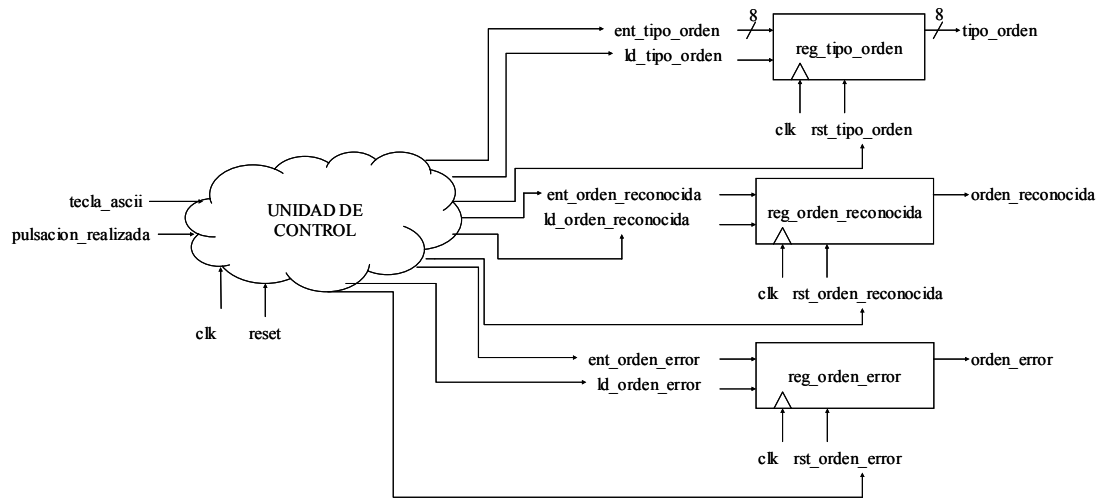 8
8
ent_tipo_orden
tipo_orden
reg_tipo_orden
ld_tipo_orden
clk
rst_tipo_orden
tecla_ascii
UNIDAD DE
CONTROL
pulsacion_realizada
ent_orden_reconocida
orden_reconocida
reg_orden_reconocida
ld_orden_reconocida
clk
rst_orden_reconocida
clk
reset
ent_orden_error
orden_error
reg_orden_error
ld_orden_error
clk
rst_orden_error